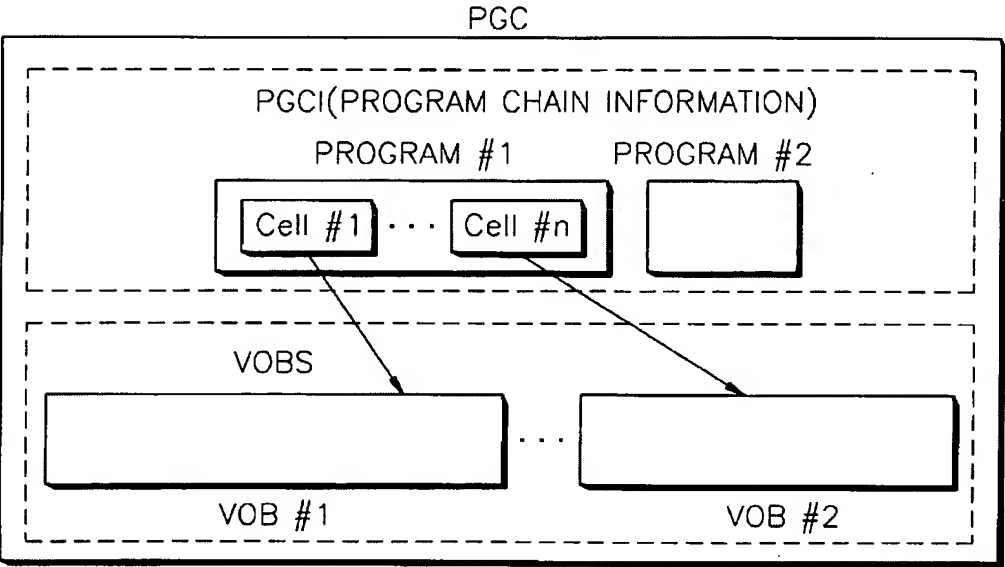 PGC
PGCI(PROGRAM CHAIN INFORMATION)
PROGRAM #1 PROGRAM #2
Cell #1 ··· Cell #n
VOBS
···
VOB #1 VOB #2